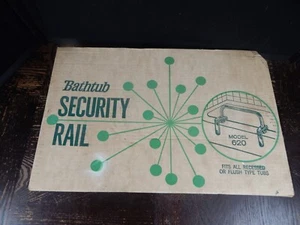 Bathtub
SECURITY
RAIL
MODEL
620
FITS ALL RECESSED
OR FLUSH TYPE TUBS